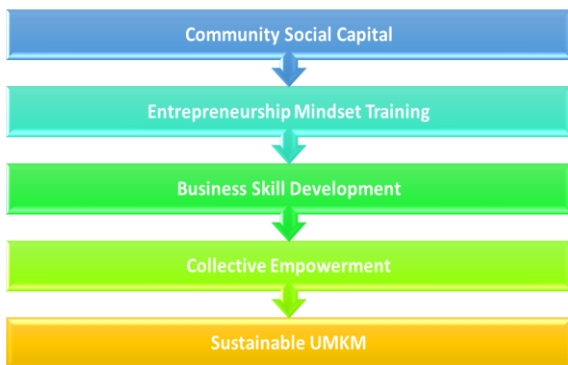 Community Social Capital
Entrepreneurship Mindset Training
Business Skill Development
Collective Empowerment
Sustainable UMKM